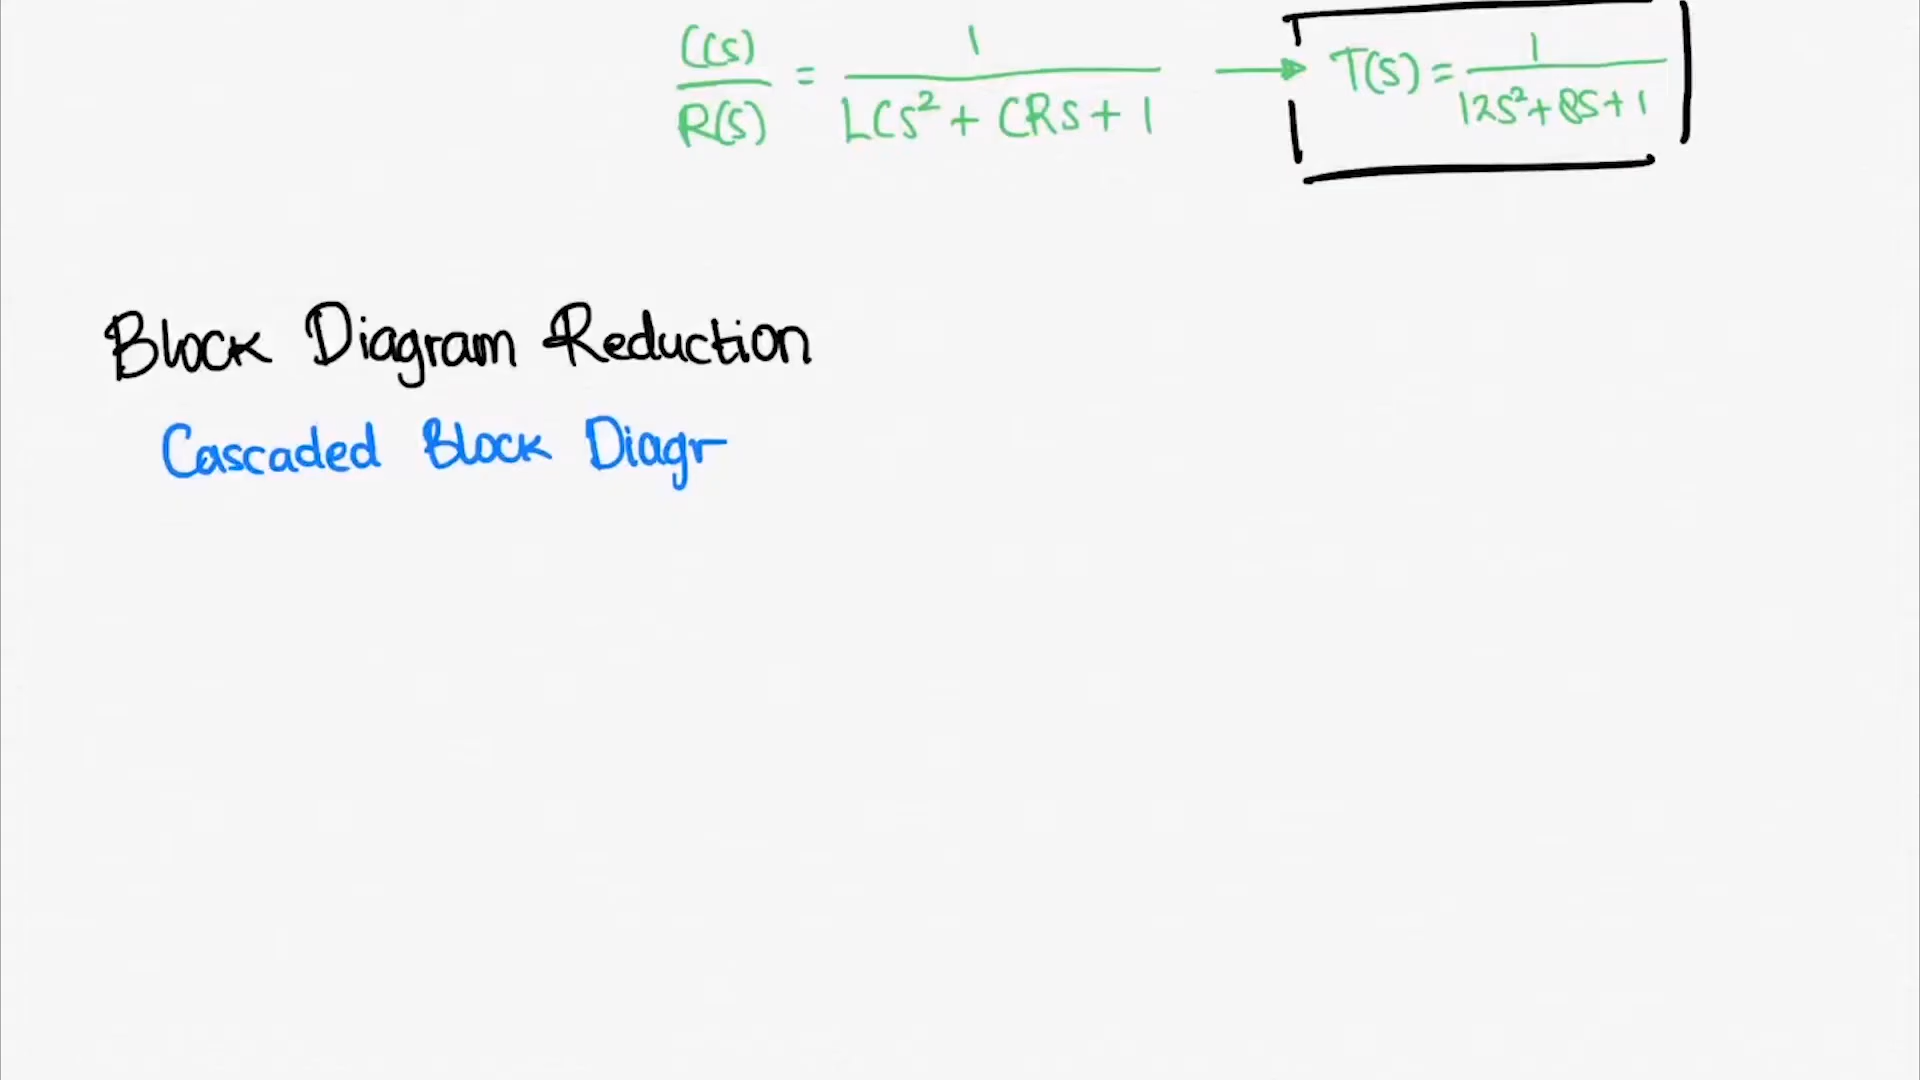 C(s)/R(s) = 1/(LCs² + CRs + 1) → T(s) = 1/(12s² + 8s + 1)
Block Diagram Reduction
Cascaded Block Diagr